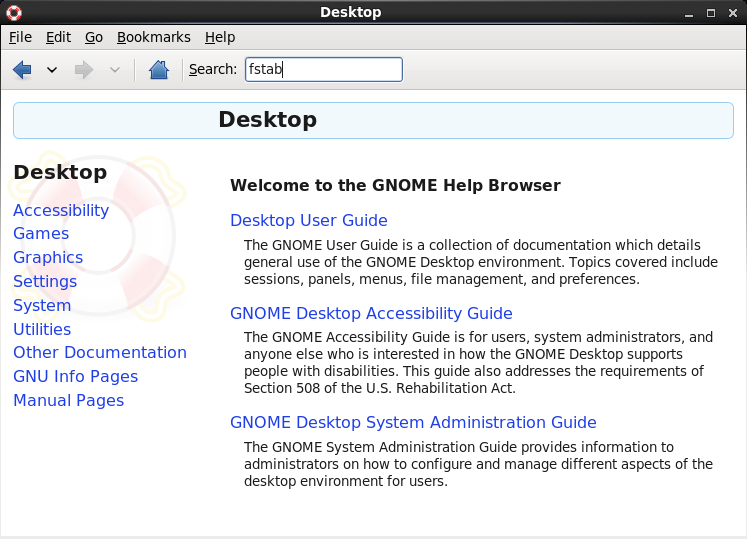 Desktop
File Edit Go Bookmarks Help
Search: fstab
Desktop
Desktop
Accessibility
Games
Graphics
Settings
System
Utilities
Other Documentation
GNU Info Pages
Manual Pages
Welcome to the GNOME Help Browser
Desktop User Guide
The GNOME User Guide is a collection of documentation which details
general use of the GNOME Desktop environment. Topics covered include
sessions, panels, menus, file management, and preferences.
GNOME Desktop Accessibility Guide
The GNOME Accessibility Guide is for users, system administrators, and
anyone else who is interested in how the GNOME Desktop supports
people with disabilities. This guide also addresses the requirements of
Section 508 of the U.S. Rehabilitation Act.
GNOME Desktop System Administration Guide
The GNOME System Administration Guide provides information to
administrators on how to configure and manage different aspects of the
desktop environment for users.